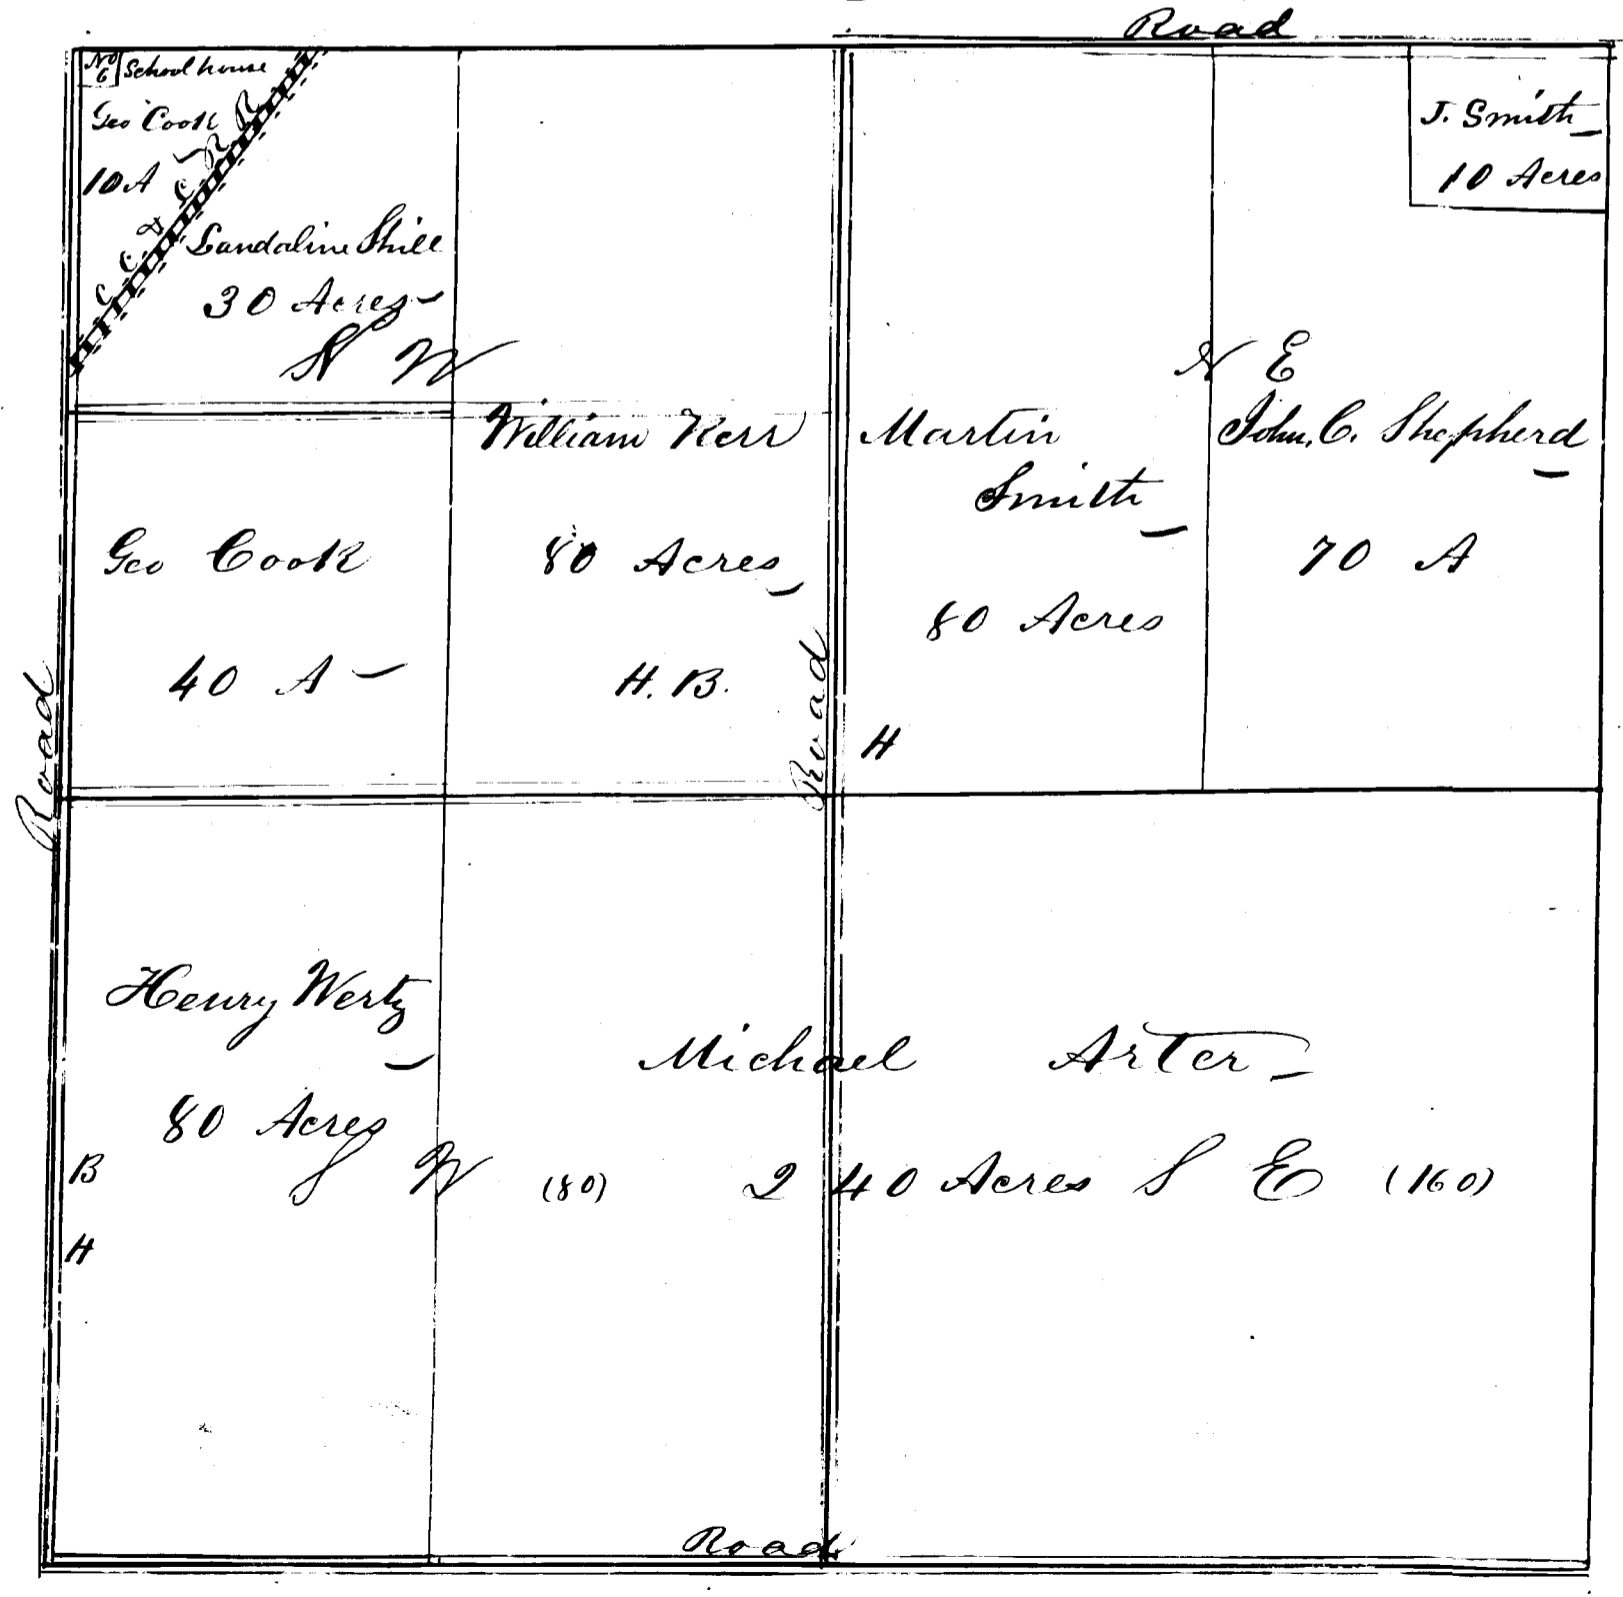 Road
No 6 School house
Geo Cook
10 A
C C & L R R
Landaline Shill
30 Acres
N W
J. Smith
10 Acres
N E
William Kerr
80 Acres
H. B.
Martin
Smith
80 Acres
H
John. C. Shepherd
70 A
Geo Cook
40 A
Road
Road
Henry Wertz
80 Acres
B
H
S W (80)
Michael Arter
240 Acres S E (160)
Road